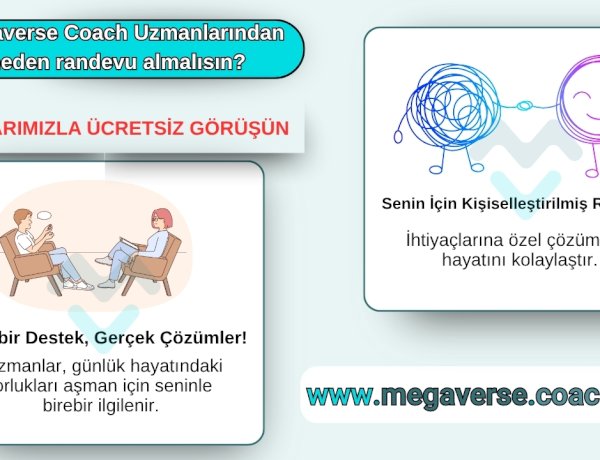 averse Coach Uzmanlarından
eden randevu almalısın?
ARIMIZLA ÜCRETSİZ GÖRÜŞÜN
bir Destek, Gerçek Çözümler!
zmanlar, günlük hayatındaki
orlukları aşman için seninle
birebir ilgilenir.
Senin İçin Kişiselleştirilmiş R
İhtiyaçlarına özel çözüm
hayatını kolaylaştır.
www.megaverse.coac